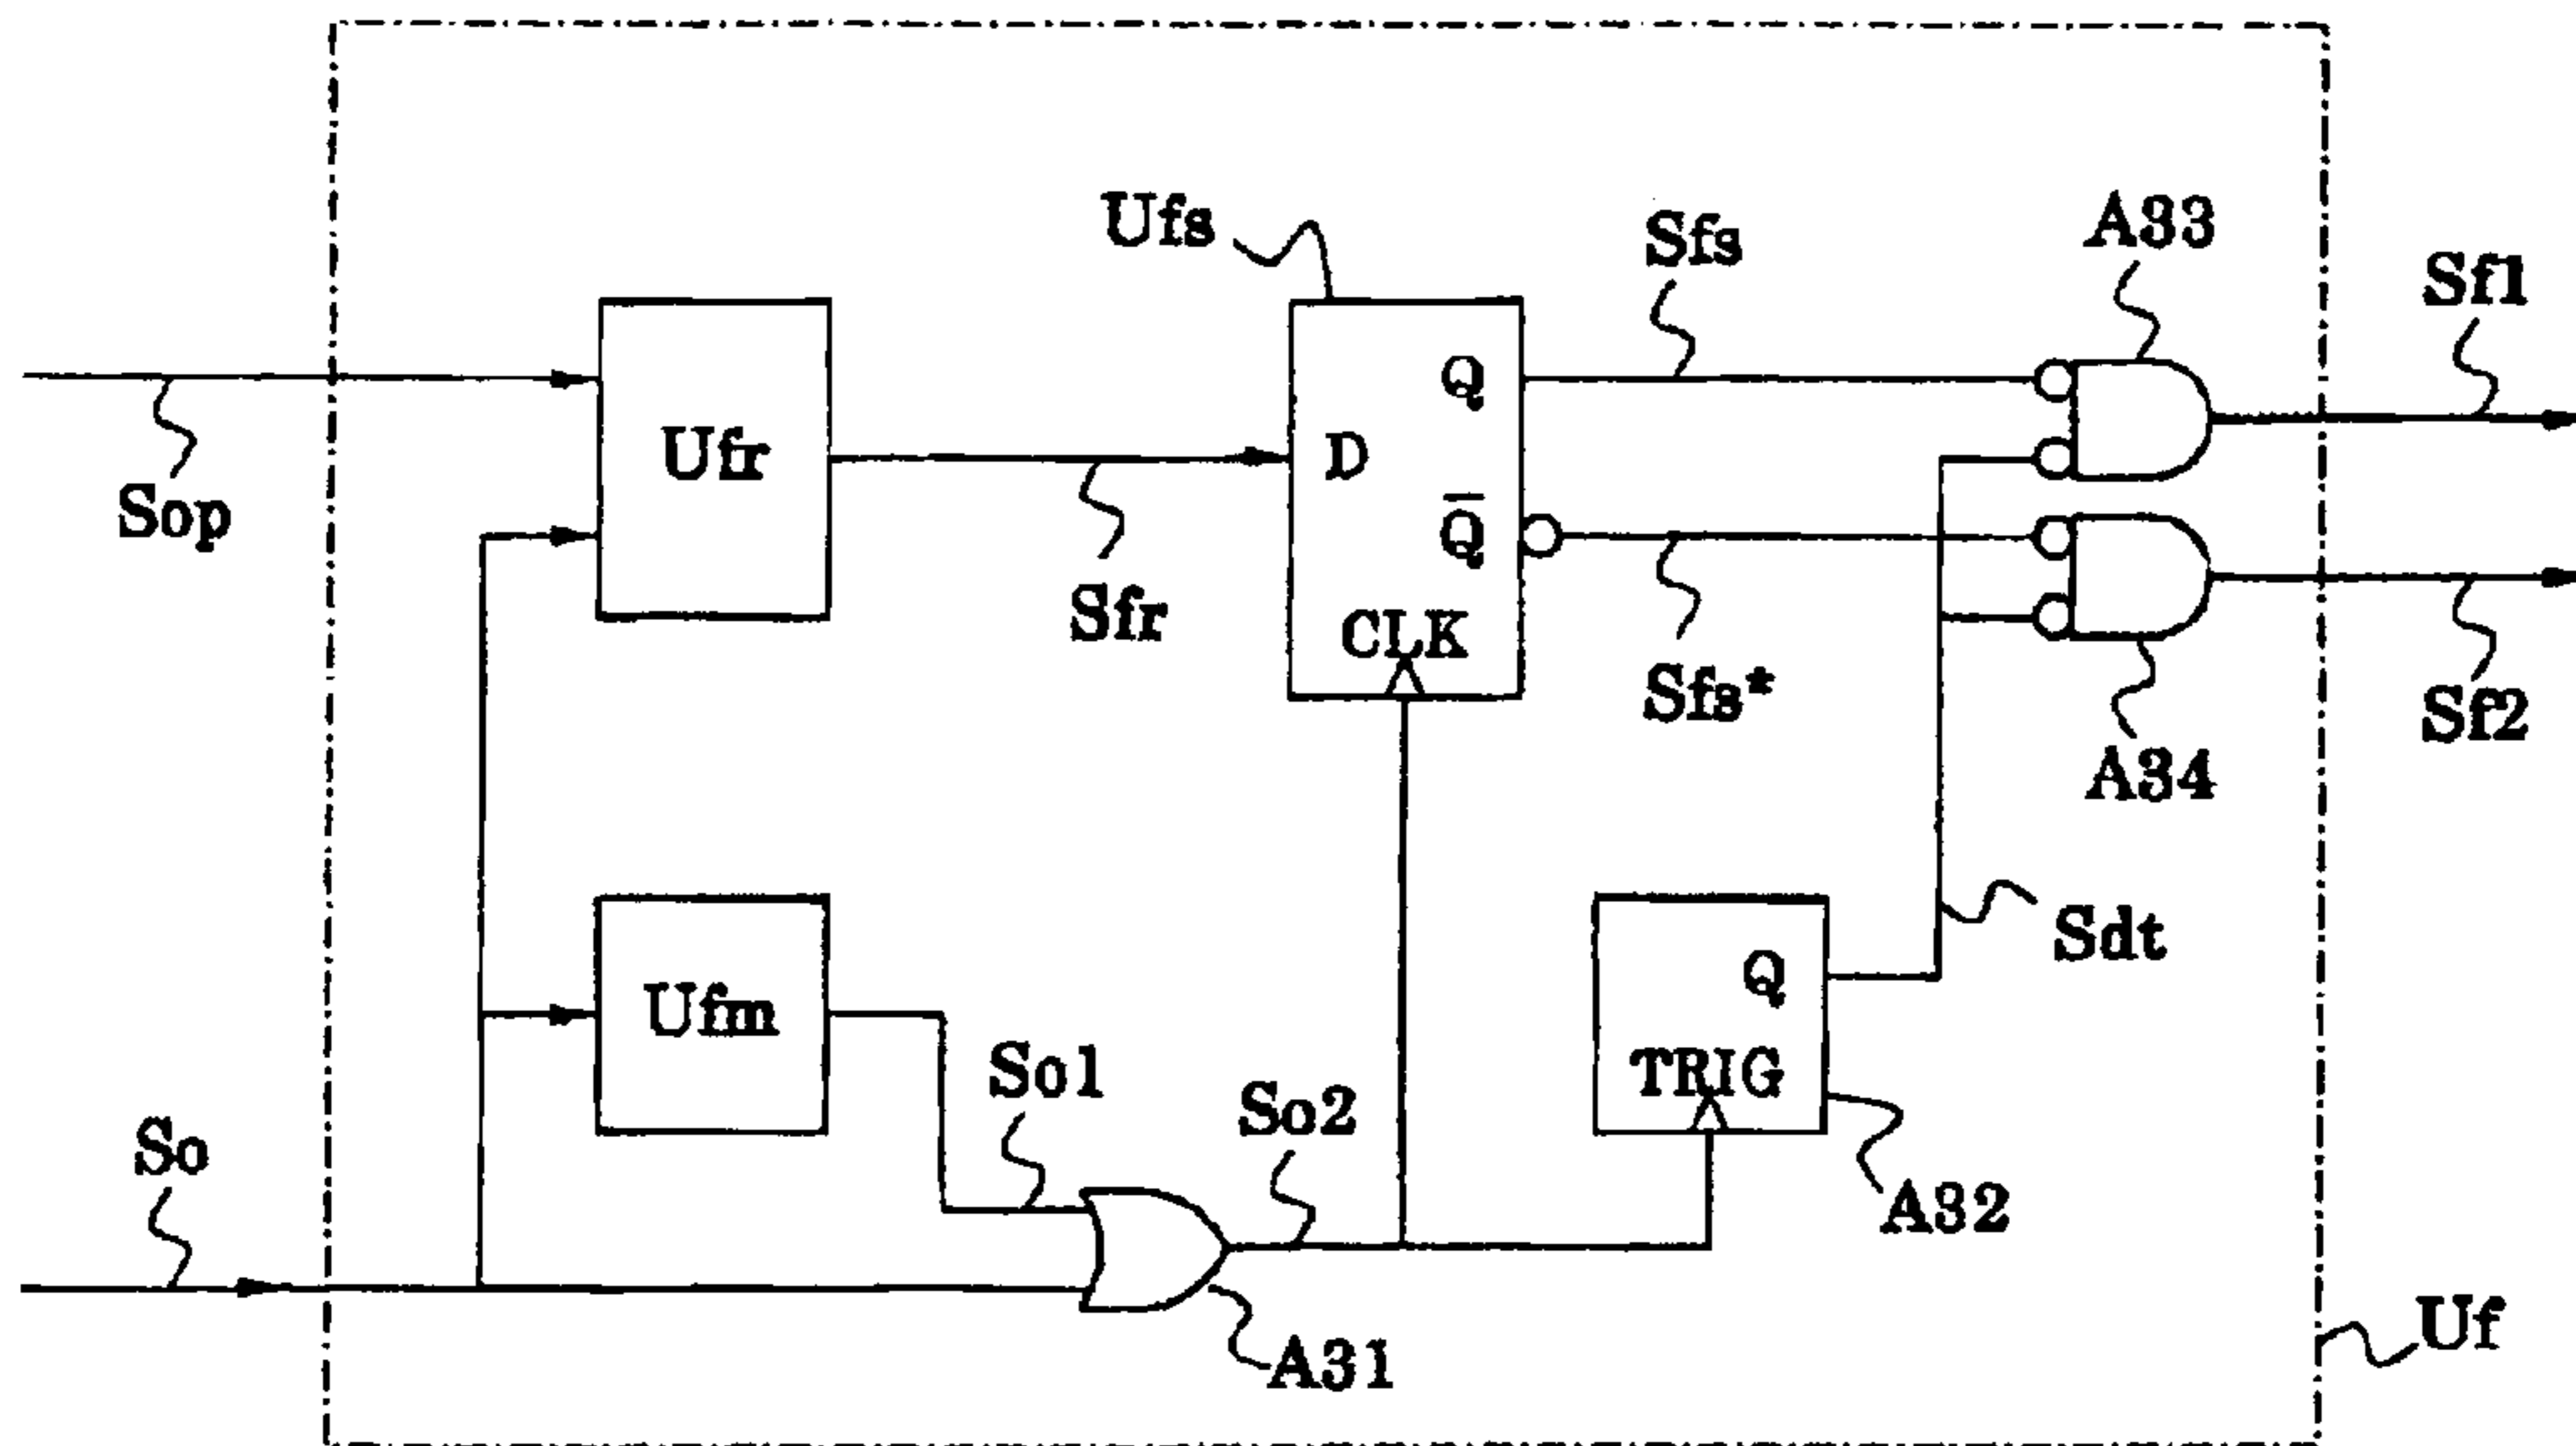 Ufs
Sfs
A33
Sf1
Sop
Ufr
Sfr
D
Q
Q̅
CLK
Sfs*
A34
Sf2
Ufm
So1
So
So2
Q
TRIG
Sdt
A32
A31
Uf